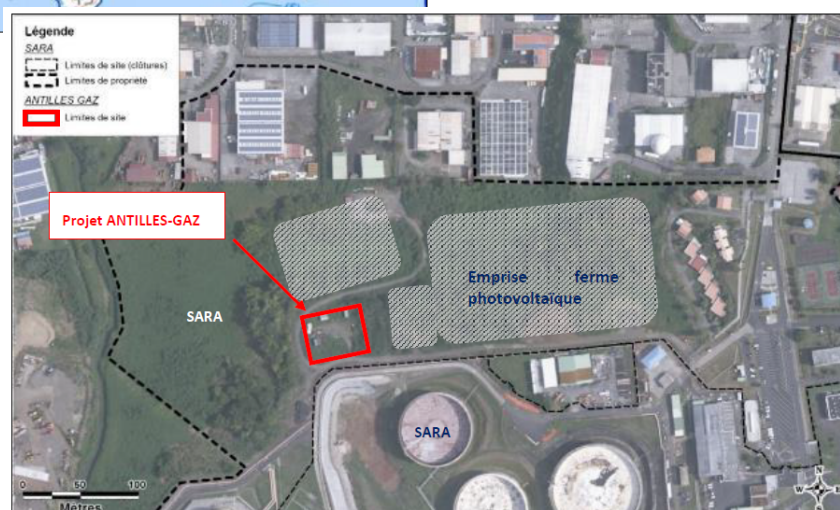 Légende
SARA
Limites de site (clôtures)
Limites de propriété
ANTILLES GAZ
Limites de site
Projet ANTILLES-GAZ
Emprise ferme
photovoltaïque
SARA
SARA
0 50 100
Metres
N
W E